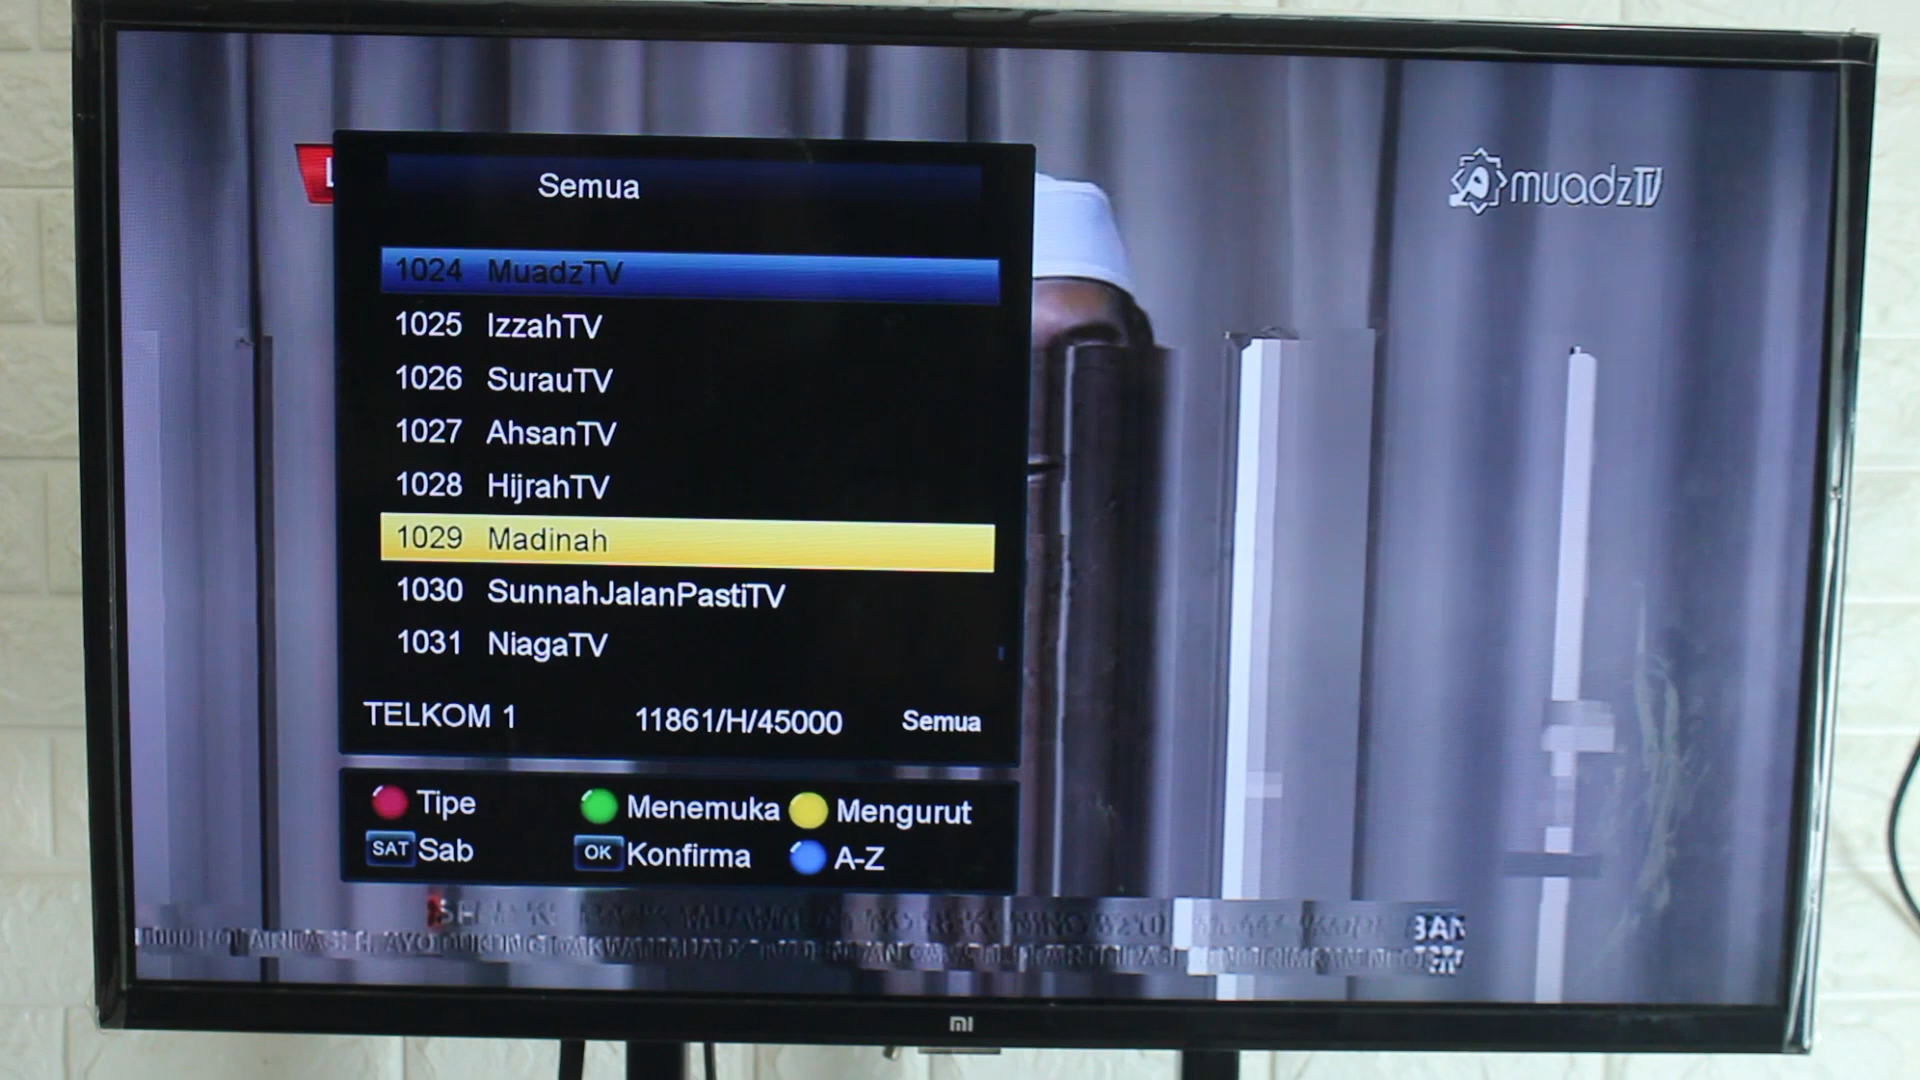 L
muadzTV
Semua
1024 MuadzTV
1025 IzzahTV
1026 SurauTV
1027 AhsanTV
1028 HijrahTV
1029 Madinah
1030 SunnahJalanPastiTV
1031 NiagaTV
TELKOM 1 11861/H/45000 Semua
Tipe Menemuka Mengurut
SAT Sab OK Konfirma A-Z
BAN
mi